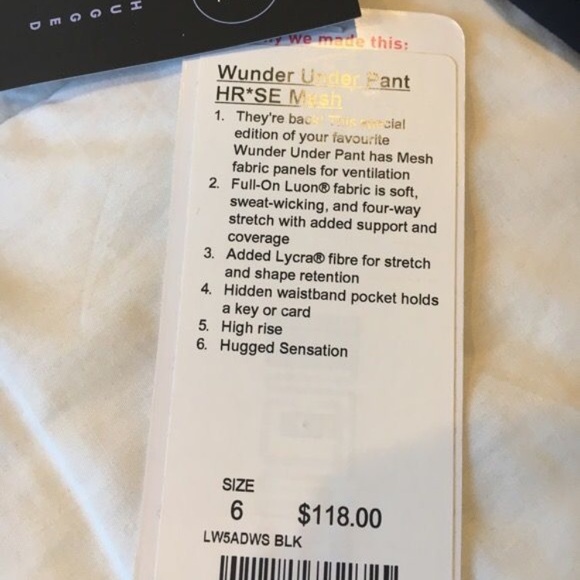 HUGGED
why we made this:
Wunder Under Pant
HR*SE Mesh
1. They're back! This special
edition of your favourite
Wunder Under Pant has Mesh
fabric panels for ventilation
2. Full-On Luon® fabric is soft,
sweat-wicking, and four-way
stretch with added support and
coverage
3. Added Lycra® fibre for stretch
and shape retention
4. Hidden waistband pocket holds
a key or card
5. High rise
6. Hugged Sensation
SIZE
6 $118.00
LW5ADWS BLK